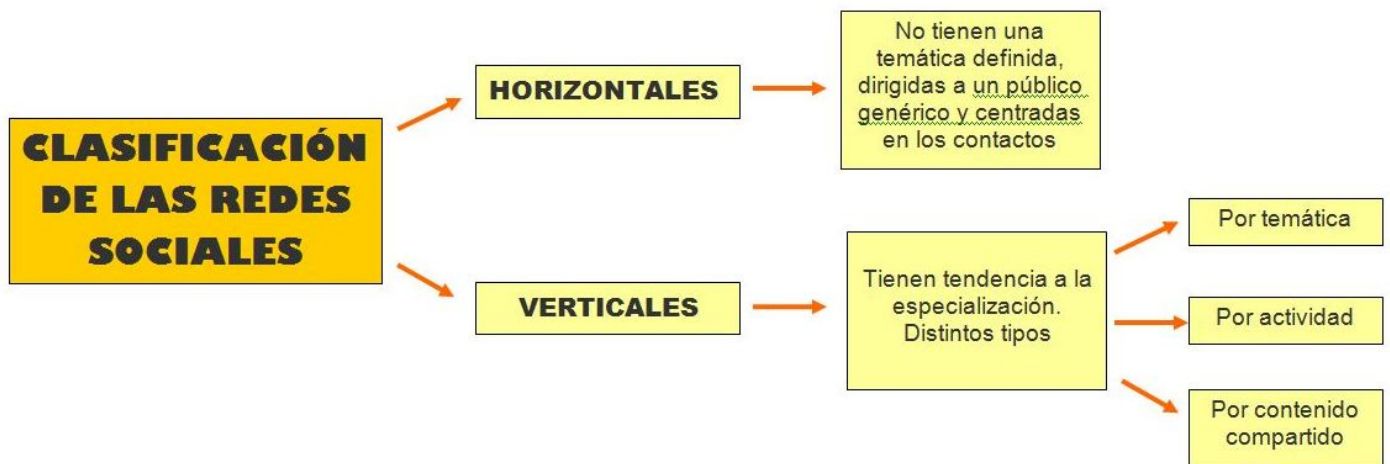 CLASIFICACIÓN
DE LAS REDES
SOCIALES
HORIZONTALES
No tienen una
temática definida,
dirigidas a un público
genérico y centradas
en los contactos
VERTICALES
Tienen tendencia a la
especialización.
Distintos tipos
Por temática
Por actividad
Por contenido
compartido